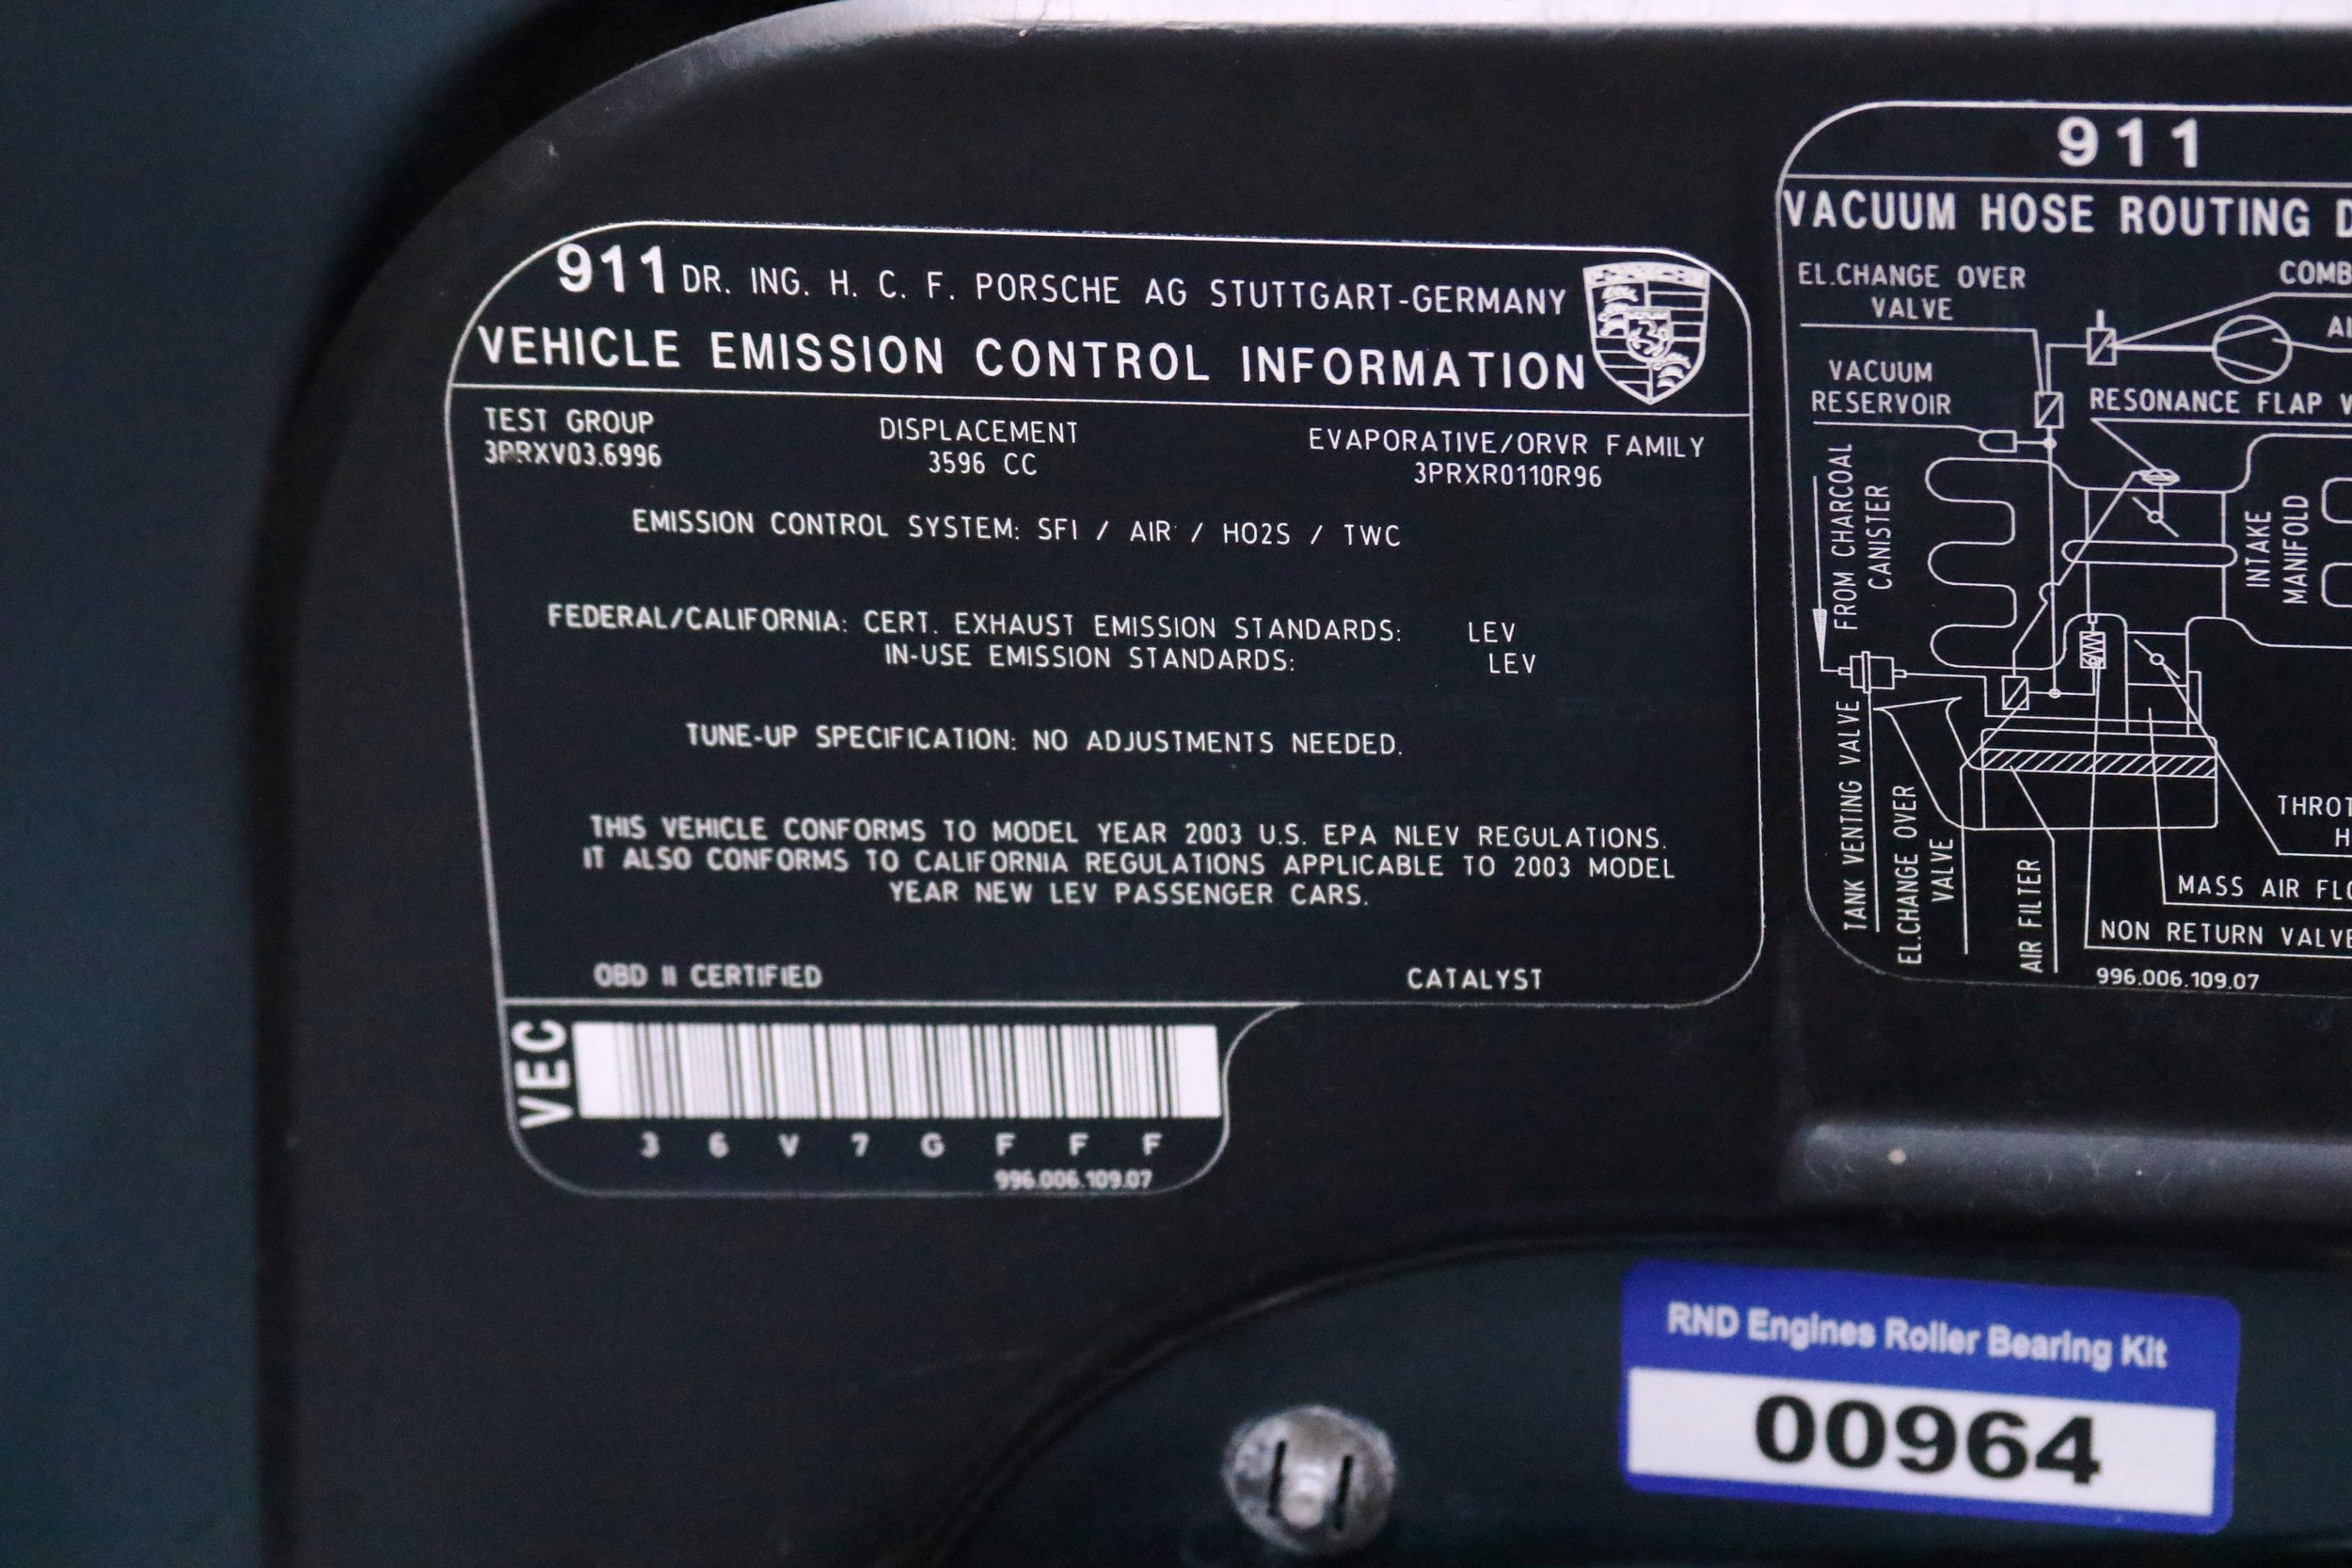 911 DR. ING. H. C. F. PORSCHE AG STUTTGART-GERMANY
VEHICLE EMISSION CONTROL INFORMATION
TEST GROUP
3PRXV03.6996
DISPLACEMENT
3596 CC
EVAPORATIVE/ORVR FAMILY
3PRXR0110R96
EMISSION CONTROL SYSTEM: SFI / AIR / HO2S / TWC
FEDERAL/CALIFORNIA: CERT. EXHAUST EMISSION STANDARDS: LEV
IN-USE EMISSION STANDARDS: LEV
TUNE-UP SPECIFICATION: NO ADJUSTMENTS NEEDED.
THIS VEHICLE CONFORMS TO MODEL YEAR 2003 U.S. EPA NLEV REGULATIONS.
IT ALSO CONFORMS TO CALIFORNIA REGULATIONS APPLICABLE TO 2003 MODEL
YEAR NEW LEV PASSENGER CARS.
OBD II CERTIFIED CATALYST
VEC
3 6 V 7 G F F F
996.006.109.07
911
VACUUM HOSE ROUTING D
EL.CHANGE OVER
VALVE
COMB
VACUUM
RESERVOIR
RESONANCE FLAP V
FROM CHARCOAL
CANISTER
INTAKE
MANIFOLD
TANK VENTING VALVE
EL.CHANGE OVER
VALVE
AIR FILTER
THROT
H
MASS AIR FLO
NON RETURN VALVE
996.006.109.07
RND Engines Roller Bearing Kit
00964